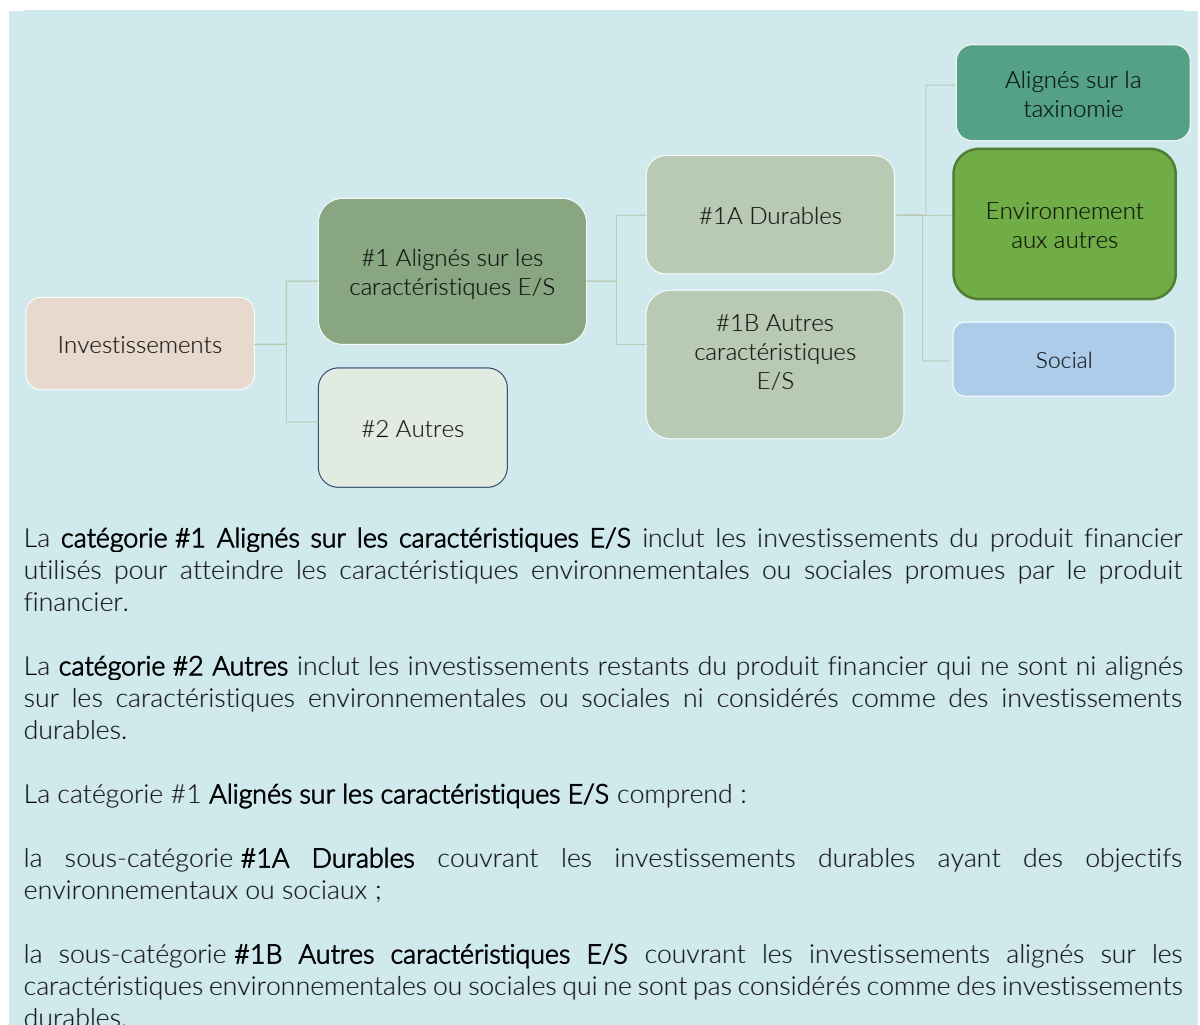 Alignés sur la
taxinomie
Environnement
aux autres
Social
#1A Durables
#1B Autres
caractéristiques
E/S
#1 Alignés sur les
caractéristiques E/S
#2 Autres
Investissements
La catégorie #1 Alignés sur les caractéristiques E/S inclut les investissements du produit financier
utilisés pour atteindre les caractéristiques environnementales ou sociales promues par le produit
financier.
La catégorie #2 Autres inclut les investissements restants du produit financier qui ne sont ni alignés
sur les caractéristiques environnementales ou sociales ni considérés comme des investissements
durables.
La catégorie #1 Alignés sur les caractéristiques E/S comprend :
la sous-catégorie #1A Durables couvrant les investissements durables ayant des objectifs
environnementaux ou sociaux ;
la sous-catégorie #1B Autres caractéristiques E/S couvrant les investissements alignés sur les
caractéristiques environnementales ou sociales qui ne sont pas considérés comme des investissements
durables.